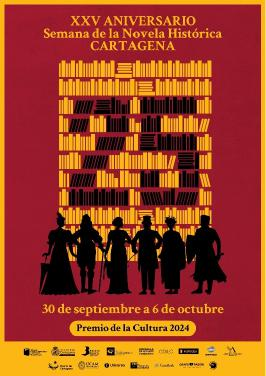 XXV ANIVERSARIO
Semana de la Novela Histórica
CARTAGENA
30 de septiembre a 6 de octubre
Premio de la Cultura 2024